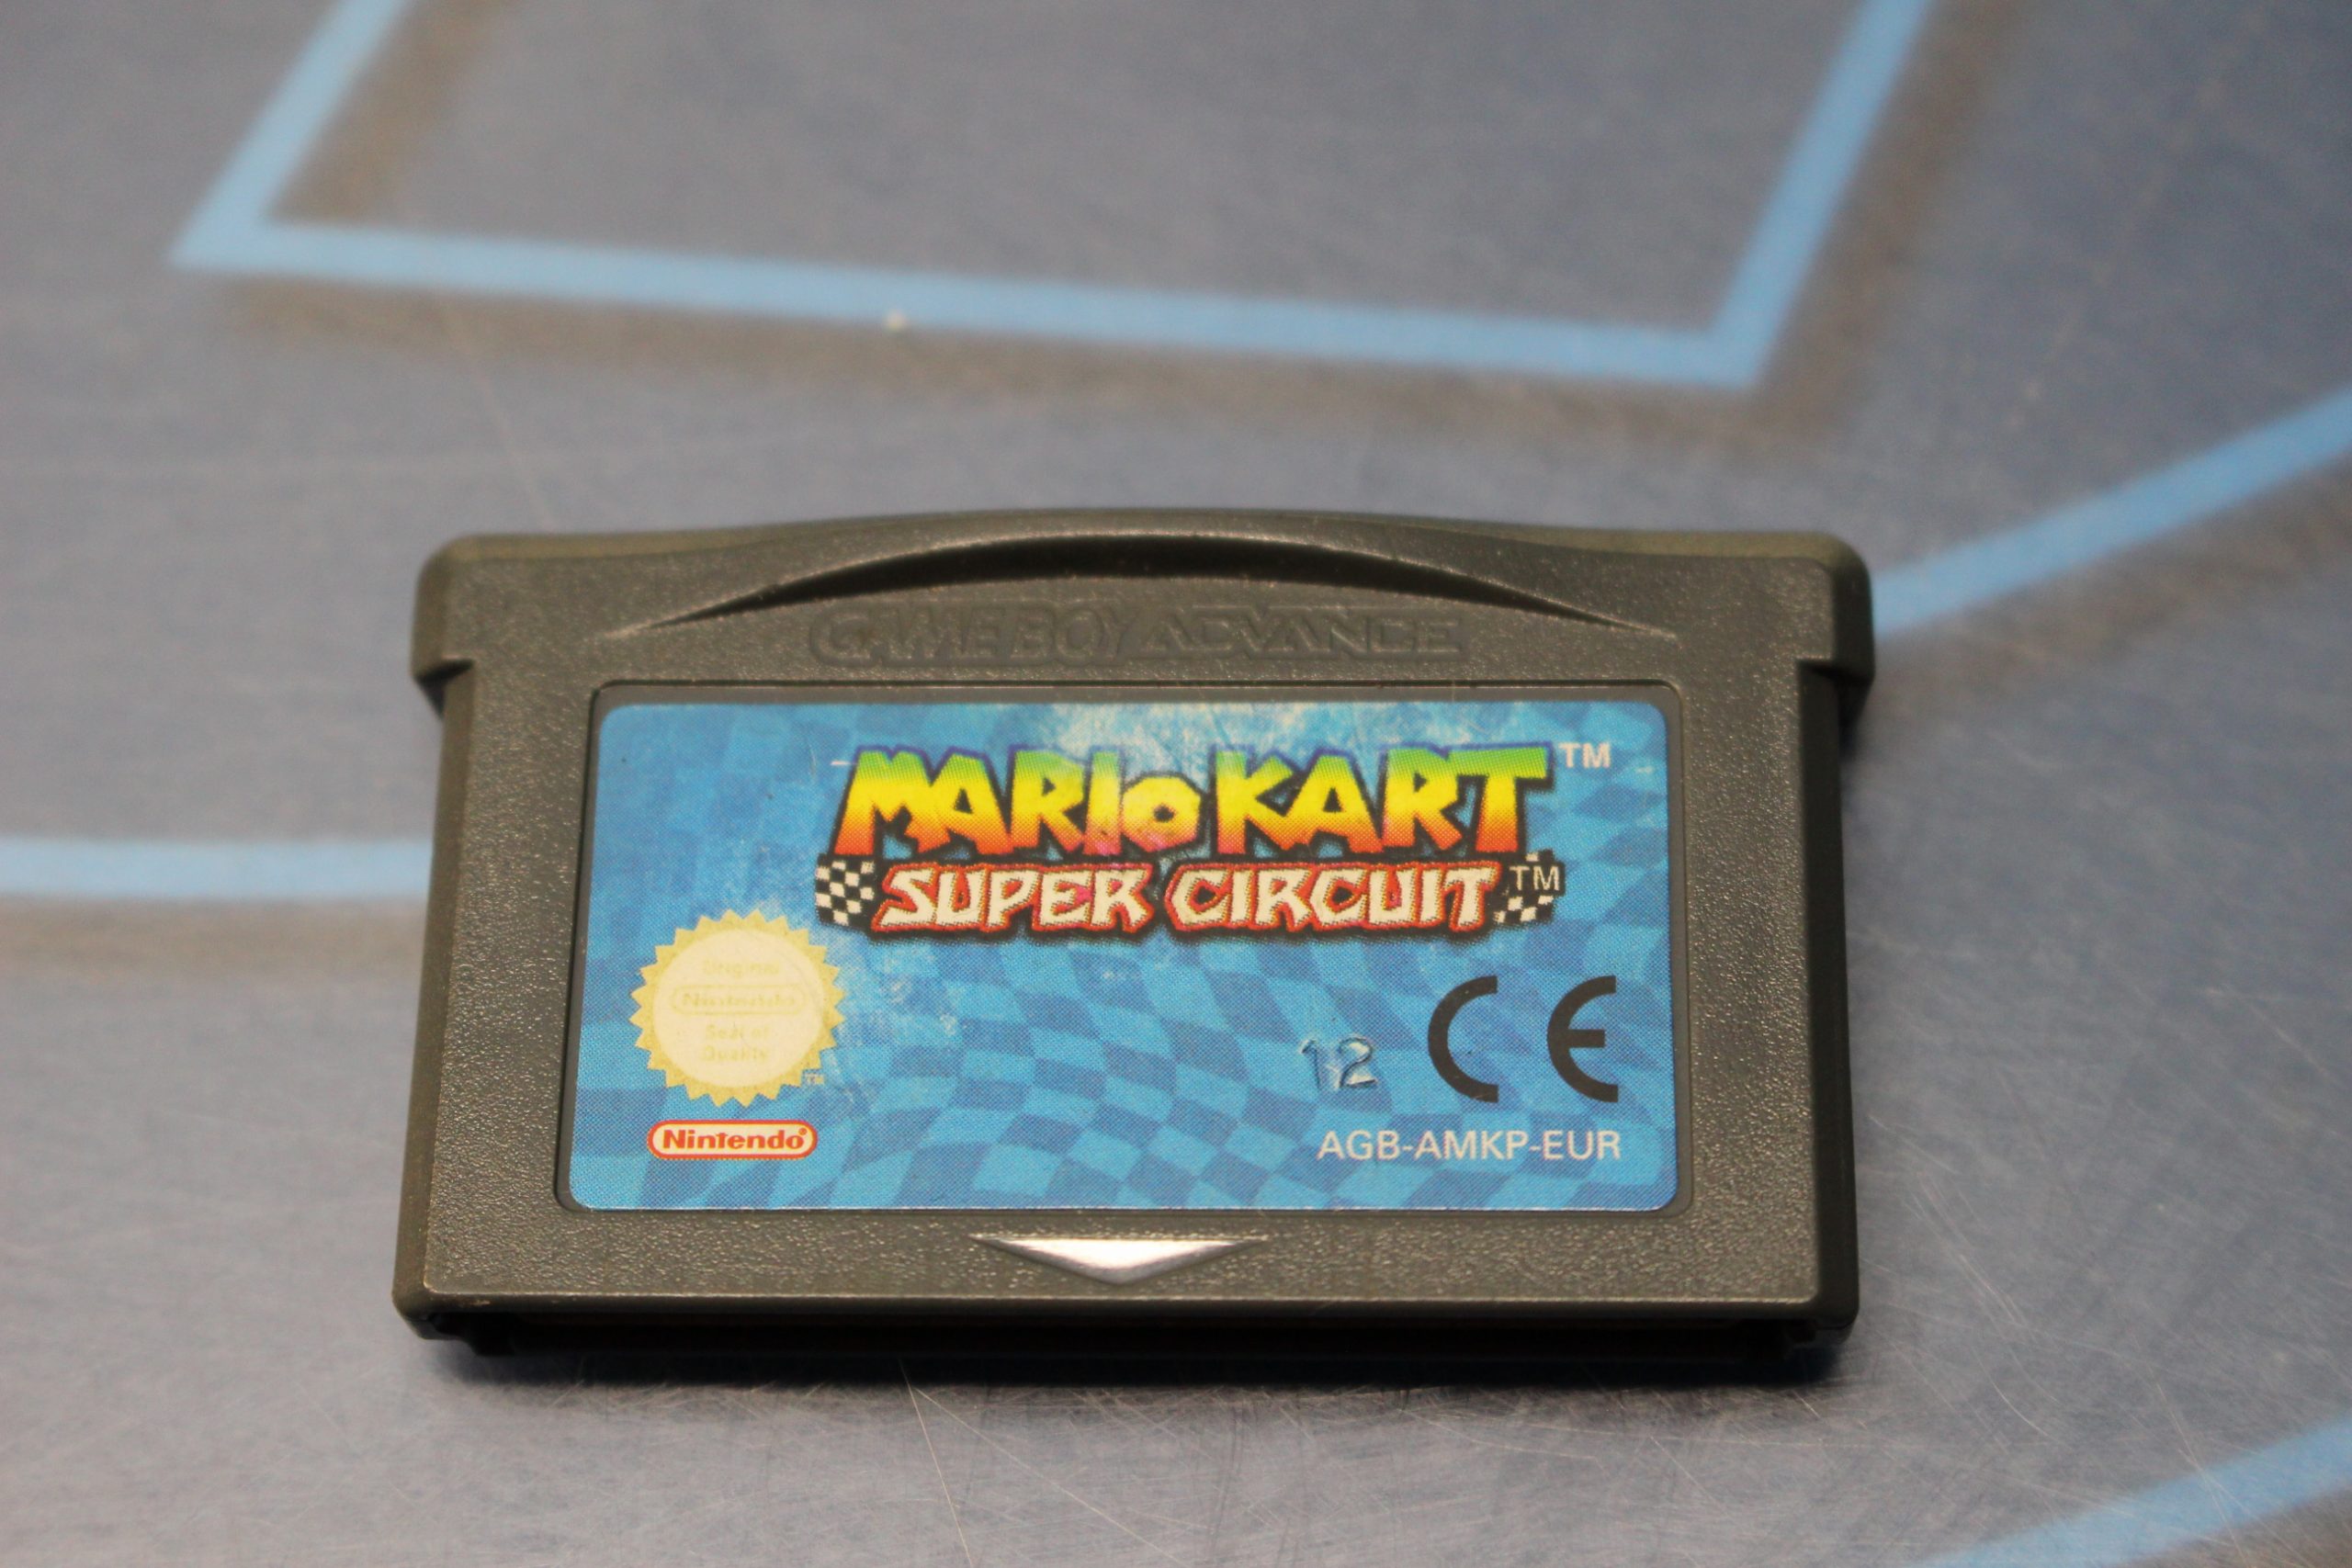 GAME BOY ADVANCE
MARIO KART™
SUPER CIRCUIT™
Original
Nintendo
Seal of
Quality
™
12 CE
Nintendo®
AGB-AMKP-EUR